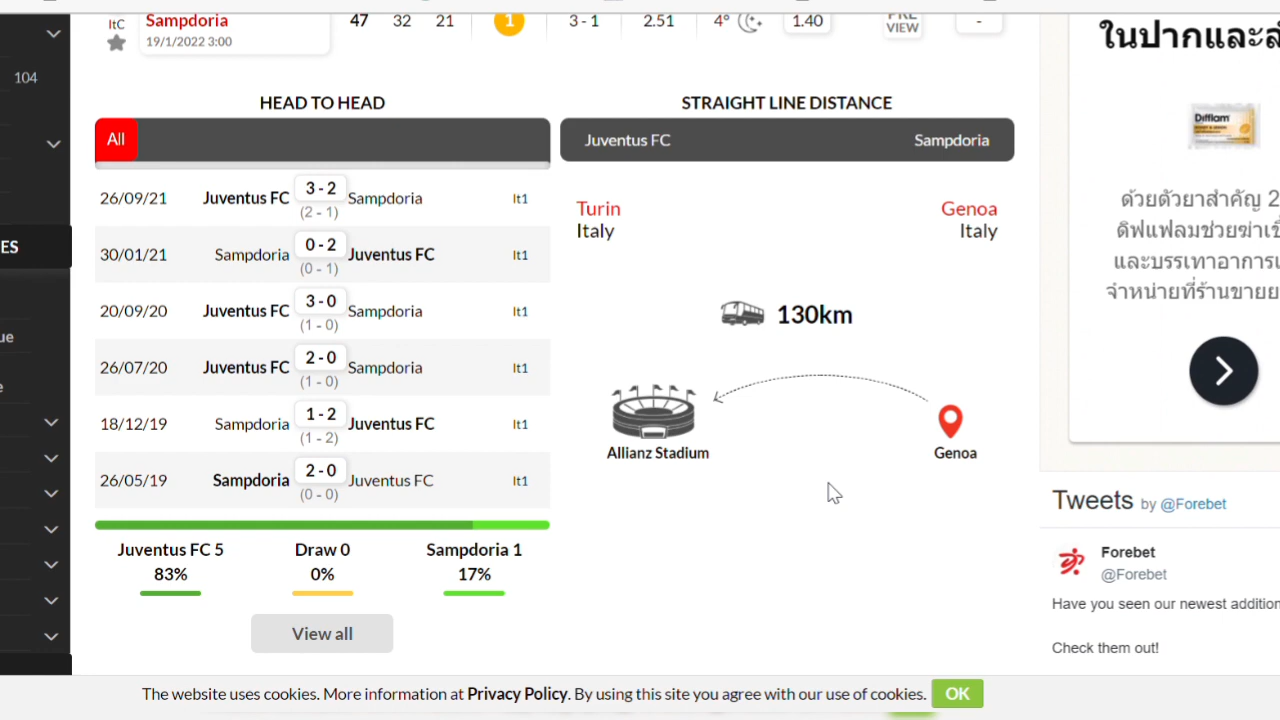 ItC Sampdoria 47 32 21 1 3 - 1 2.51 4° 1.40 PRE VIEW -
19/1/2022 3:00
104
ES
ue
e
HEAD TO HEAD
All
26/09/21 Juventus FC 3 - 2 Sampdoria It1
(2 - 1)
30/01/21 Sampdoria 0 - 2 Juventus FC It1
(0 - 1)
20/09/20 Juventus FC 3 - 0 Sampdoria It1
(1 - 0)
26/07/20 Juventus FC 2 - 0 Sampdoria It1
(1 - 0)
18/12/19 Sampdoria 1 - 2 Juventus FC It1
(1 - 2)
26/05/19 Sampdoria 2 - 0 Juventus FC It1
(0 - 0)
Juventus FC 5 Draw 0 Sampdoria 1
83% 0% 17%
View all
STRAIGHT LINE DISTANCE
Juventus FC Sampdoria
Turin Genoa
Italy Italy
130km
Allianz Stadium Genoa
ในปากและลำ
Difflam
ด้วยตัวยาสำคัญ 2
ดิฟแฟลมช่วยฆ่าเชื้
และบรรเทาอาการเ
จำหน่ายที่ร้านขายย
Tweets by @Forebet
Forebet
@Forebet
Have you seen our newest addition
Check them out!
The website uses cookies. More information at Privacy Policy. By using this site you agree with our use of cookies. OK